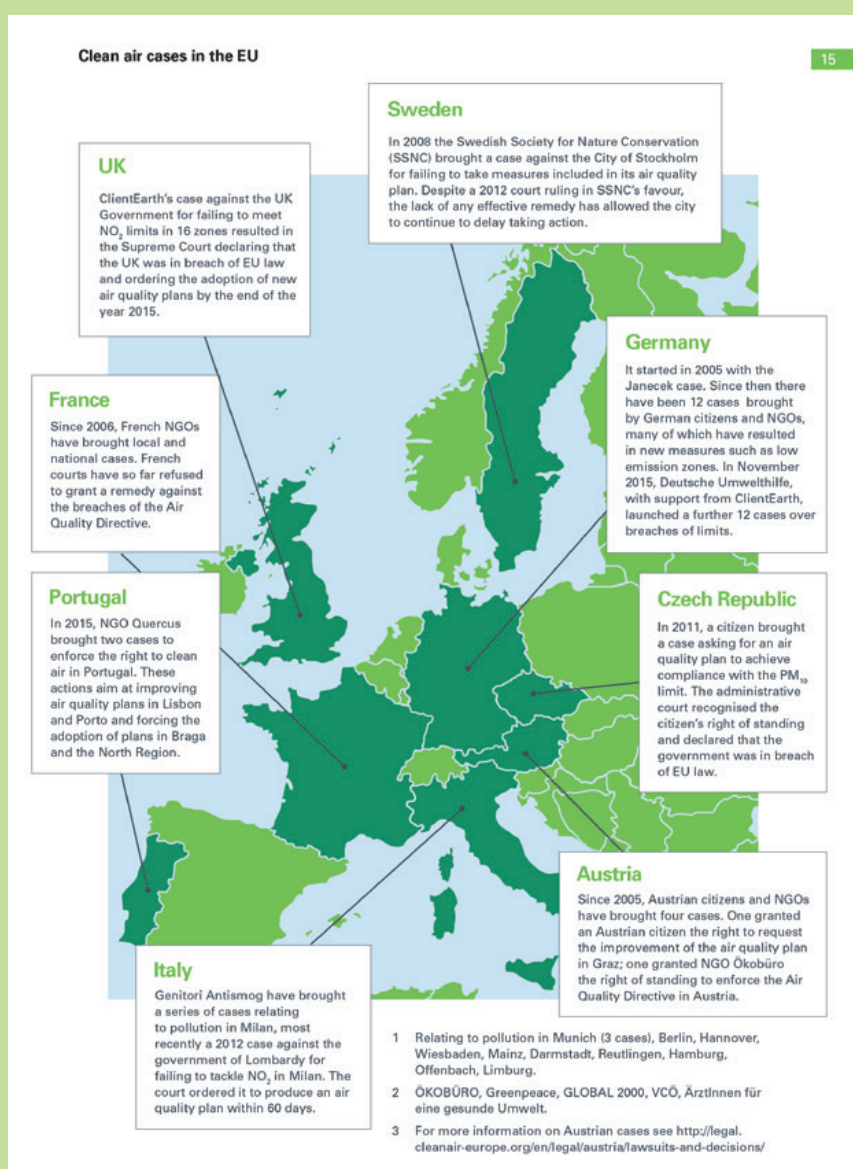 Clean air cases in the EU
15
Sweden
In 2008 the Swedish Society for Nature Conservation
(SSNC) brought a case against the City of Stockholm
for failing to take measures included in its air quality
plan. Despite a 2012 court ruling in SSNC's favour,
the lack of any effective remedy has allowed the city
to continue to delay taking action.
UK
ClientEarth's case against the UK
Government for failing to meet
NO₂ limits in 16 zones resulted in
the Supreme Court declaring that
the UK was in breach of EU law
and ordering the adoption of new
air quality plans by the end of the
year 2015.
Germany
It started in 2005 with the
Janecek case. Since then there
have been 12 cases brought
by German citizens and NGOs,
many of which have resulted
in new measures such as low
emission zones. In November
2015, Deutsche Umwelthilfe,
with support from ClientEarth,
launched a further 12 cases over
breaches of limits.
France
Since 2006, French NGOs
have brought local and
national cases. French
courts have so far refused
to grant a remedy against
the breaches of the Air
Quality Directive.
Portugal
In 2015, NGO Quercus
brought two cases to
enforce the right to clean
air in Portugal. These
actions aim at improving
air quality plans in Lisbon
and Porto and forcing the
adoption of plans in Braga
and the North Region.
Czech Republic
In 2011, a citizen brought
a case asking for an air
quality plan to achieve
compliance with the PM₁₀
limit. The administrative
court recognised the
citizen's right of standing
and declared that the
government was in breach
of EU law.
Austria
Since 2005, Austrian citizens and NGOs
have brought four cases. One granted
an Austrian citizen the right to request
the improvement of the air quality plan
in Graz; one granted NGO Ökobüro
the right of standing to enforce the Air
Quality Directive in Austria.
Italy
Genitori Antismog have brought
a series of cases relating
to pollution in Milan, most
recently a 2012 case against the
government of Lombardy for
failing to tackle NO₂ in Milan. The
court ordered it to produce an air
quality plan within 60 days.
1 Relating to pollution in Munich (3 cases), Berlin, Hannover,
Wiesbaden, Mainz, Darmstadt, Reutlingen, Hamburg,
Offenbach, Limburg.
2 ÖKOBÜRO, Greenpeace, GLOBAL 2000, VCÖ, ÄrztInnen für
eine gesunde Umwelt.
3 For more information on Austrian cases see http://legal.
cleanair-europe.org/en/legal/austria/lawsuits-and-decisions/